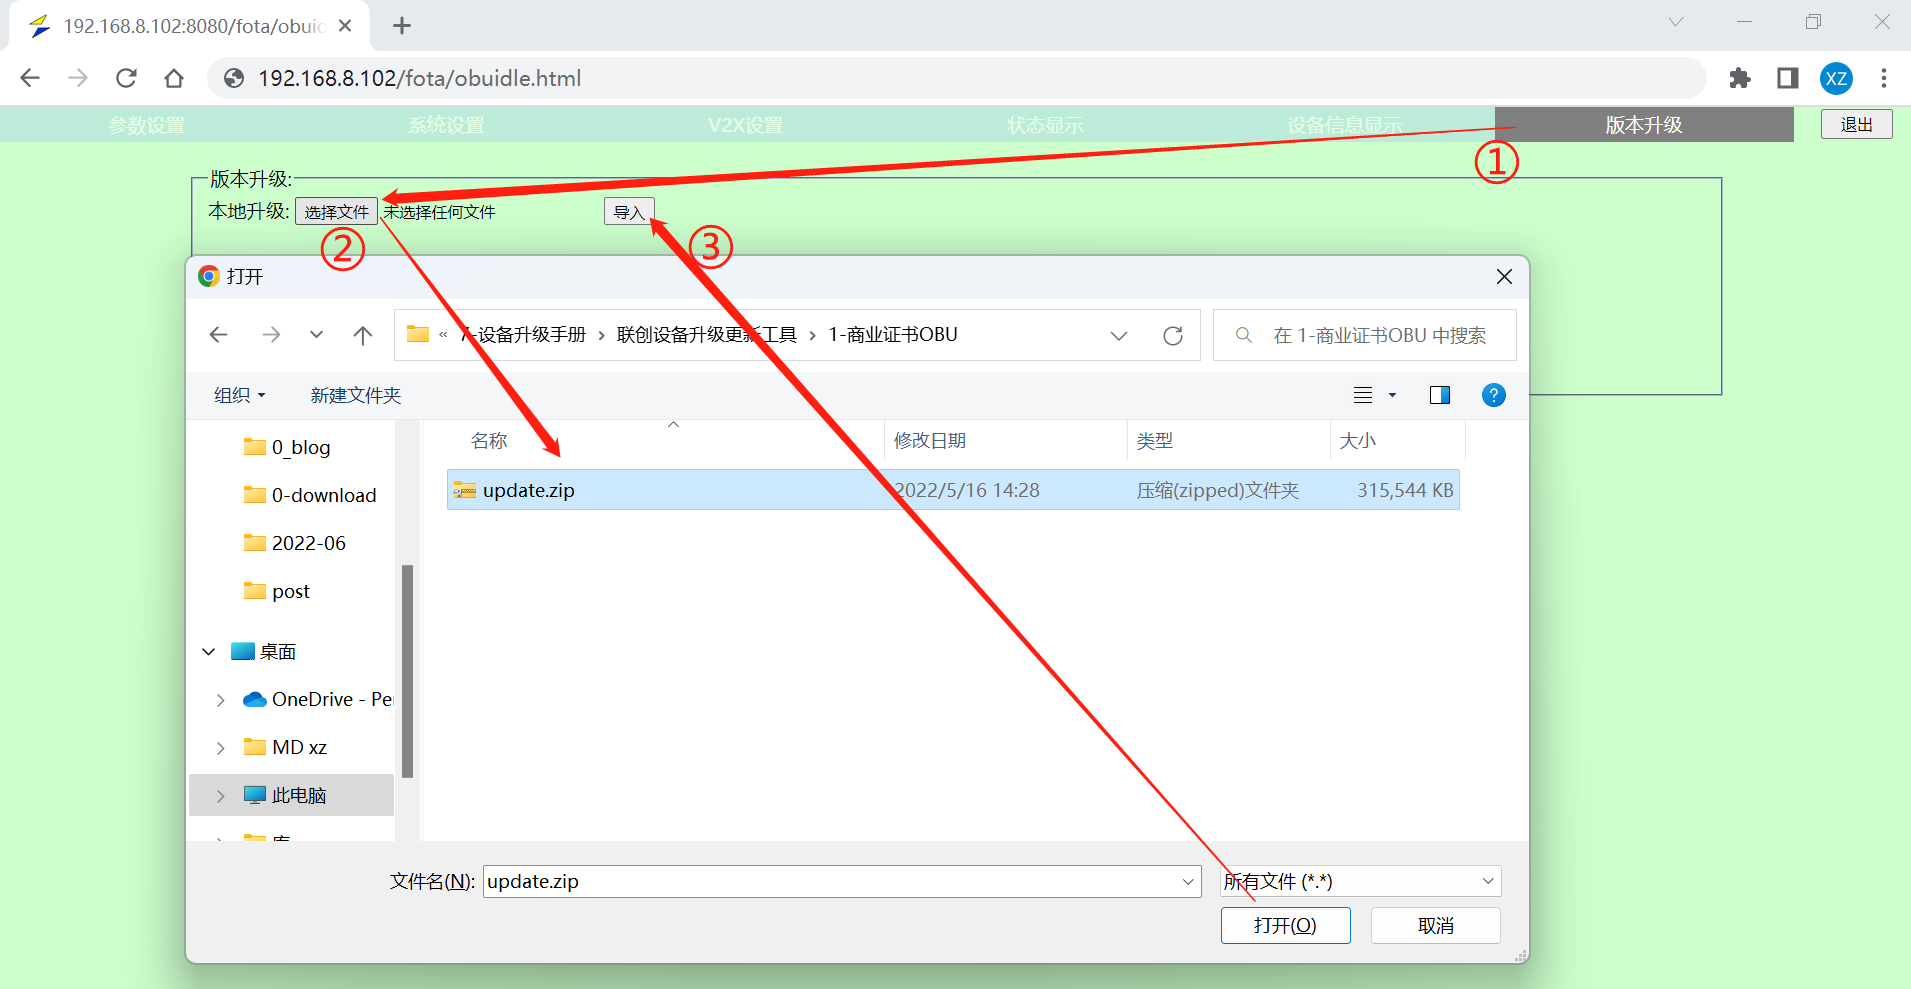 192.168.8.102:8080/fota/obuid
192.168.8.102/fota/obuidle.html
XZ
参数设置
系统设置
V2X设置
状态显示
设备信息显示
版本升级
退出
①
版本升级:
本地升级: 选择文件 未选择任何文件
导入
②
③
打开
« 7-设备升级手册 › 联创设备升级更新工具 › 1-商业证书OBU
在 1-商业证书OBU 中搜索
组织
新建文件夹
?
名称
修改日期
类型
大小
0_blog
0-download
2022-06
post
桌面
OneDrive - Per
MD xz
此电脑
update.zip
2022/5/16 14:28
压缩(zipped)文件夹
315,544 KB
文件名(N): update.zip
所有文件 (*.*)
打开(O)
取消